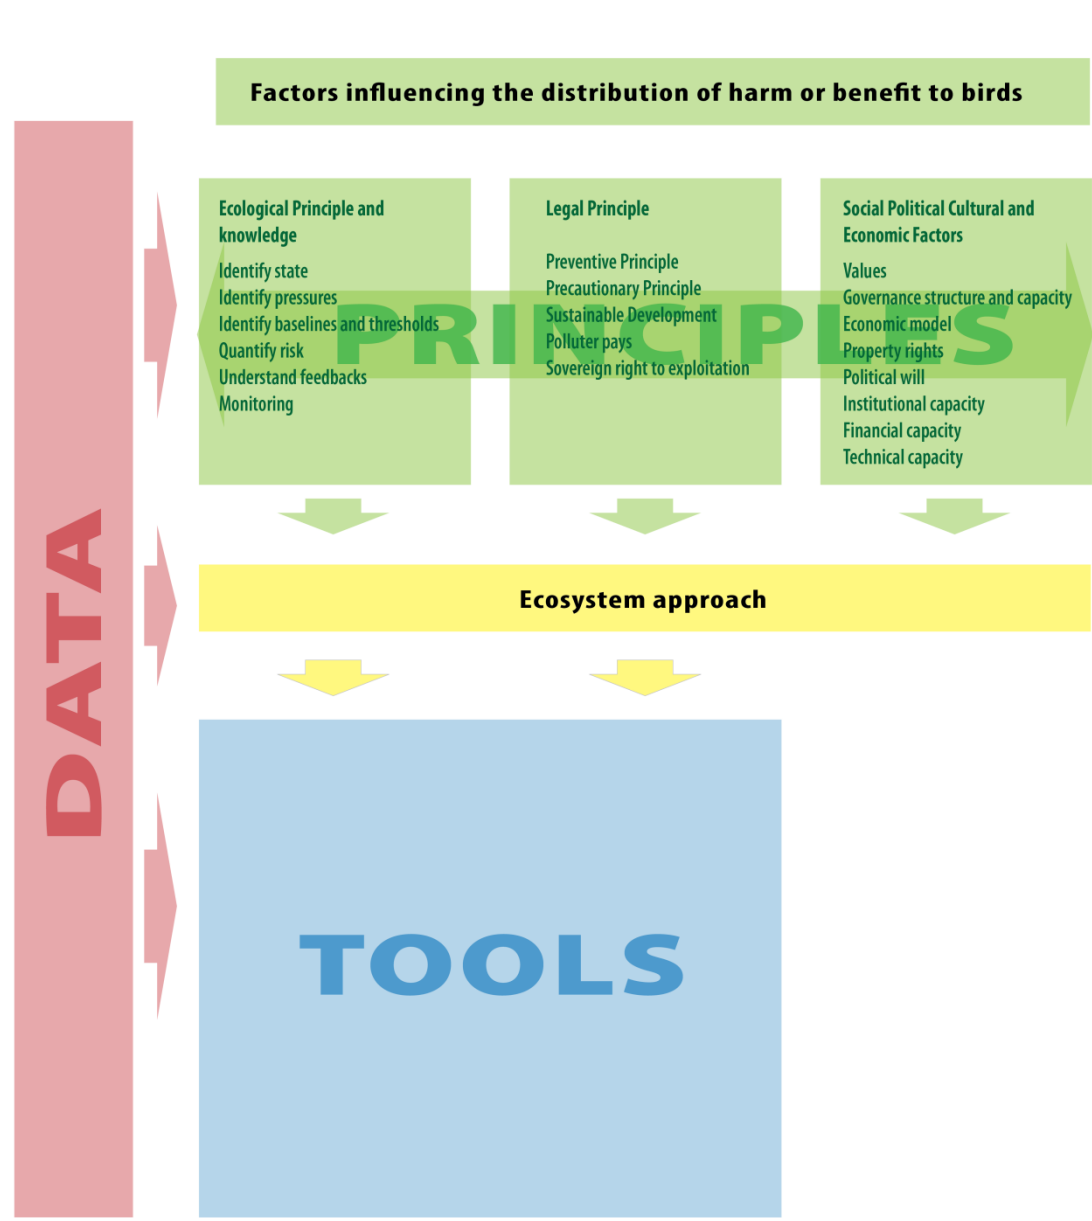 Factors influencing the distribution of harm or benefit to birds
DATA
Ecological Principle and
knowledge
Identify state
Identify pressures
Identify baselines and thresholds
Quantify risk
Understand feedbacks
Monitoring
Legal Principle
Preventive Principle
Precautionary Principle
Sustainable Development
Polluter pays
Sovereign right to exploitation
Social Political Cultural and
Economic Factors
Values
Governance structure and capacity
Economic model
Property rights
Political will
Institutional capacity
Financial capacity
Technical capacity
PRINCIPLES
Ecosystem approach
TOOLS